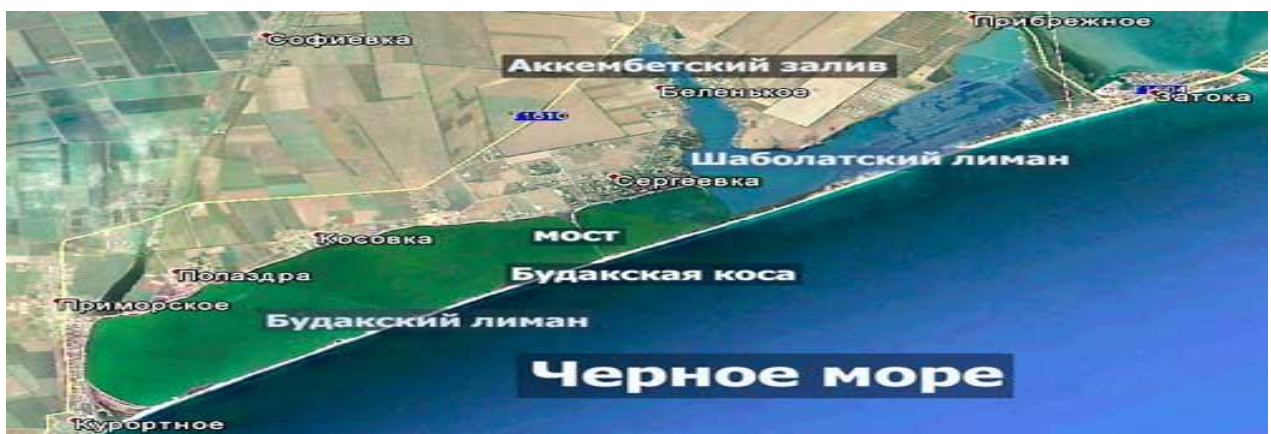 Прибрежное
Софиевка
Аккембетский залив
Беленькое
Затока
Шаболатский лиман
Сергеевка
мост
Косовка
Будакская коса
Полаздра
Приморское
Будакский лиман
Черное море
Курортное